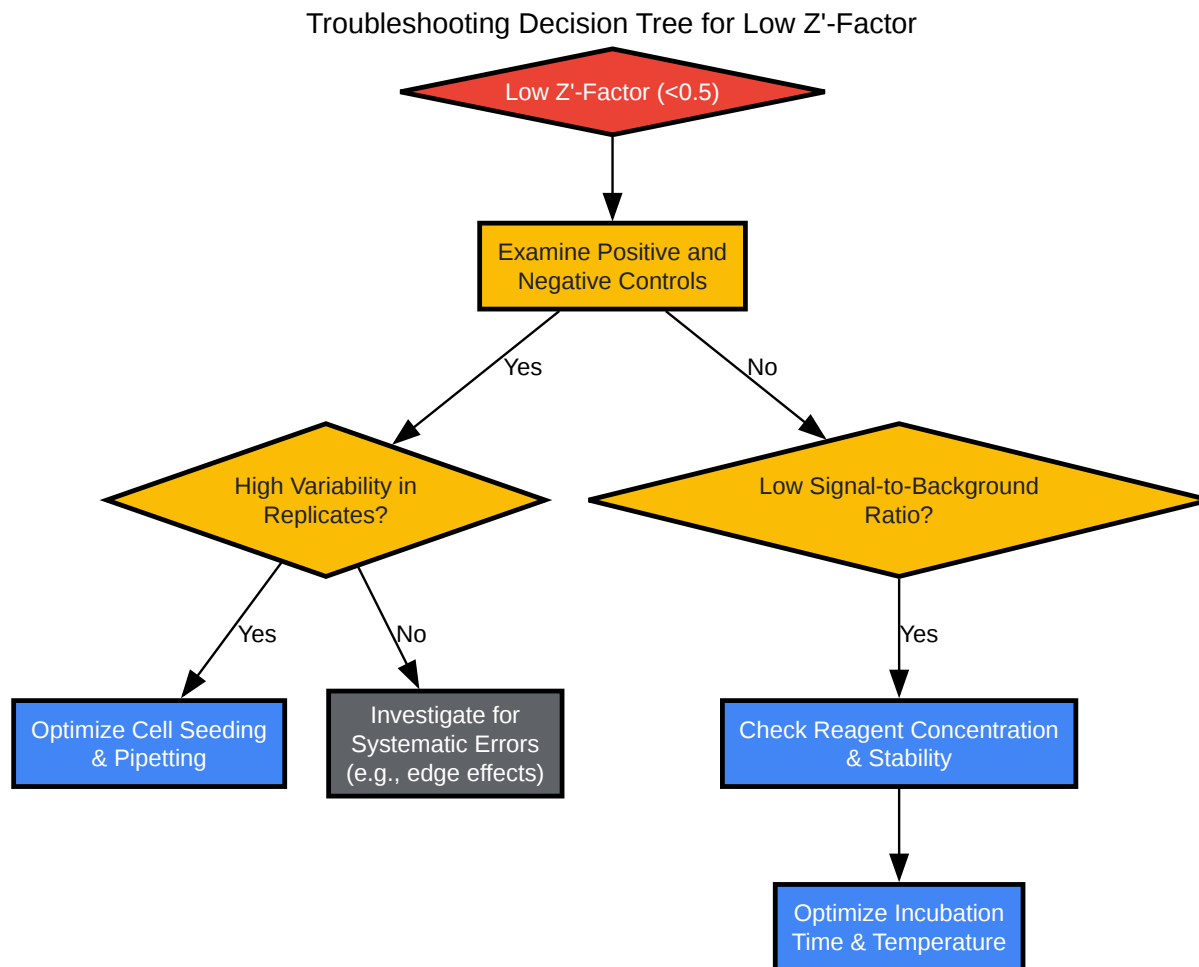 Troubleshooting Decision Tree for Low Z'-Factor
Low Z'-Factor (<0.5)
Examine Positive and
Negative Controls
Yes
No
High Variability in
Replicates?
Low Signal-to-Background
Ratio?
Yes
No
Yes
Optimize Cell Seeding
& Pipetting
Investigate for
Systematic Errors
(e.g., edge effects)
Check Reagent Concentration
& Stability
Optimize Incubation
Time & Temperature